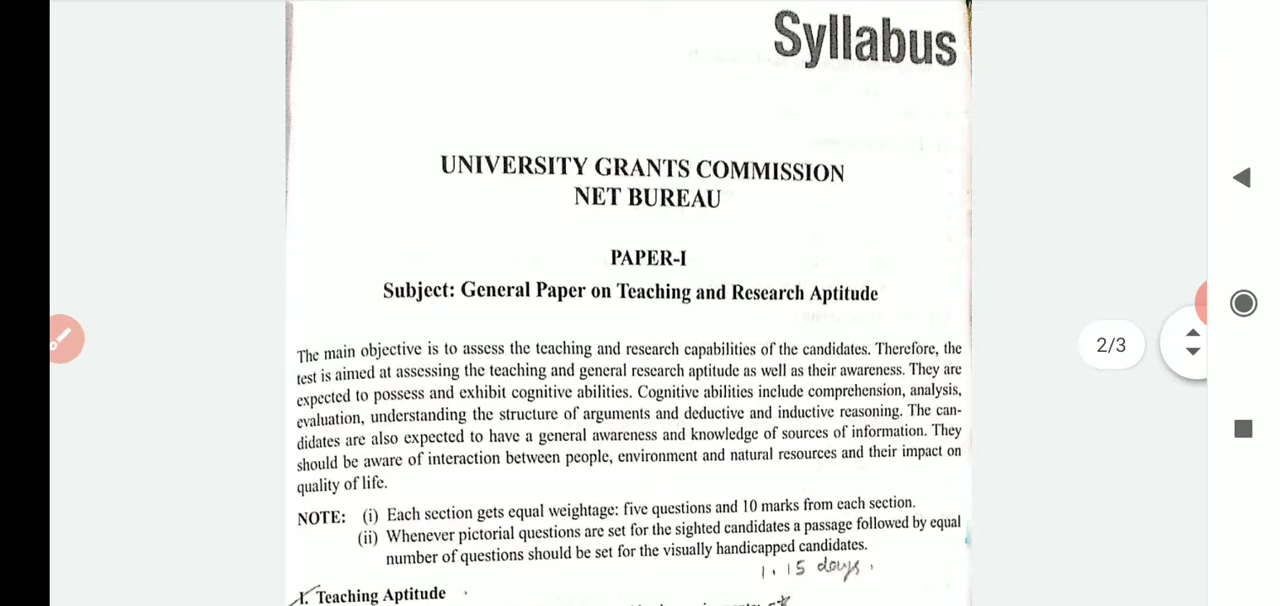 Syllabus
UNIVERSITY GRANTS COMMISSION
NET BUREAU
PAPER-I
Subject: General Paper on Teaching and Research Aptitude
The main objective is to assess the teaching and research capabilities of the candidates. Therefore, the
test is aimed at assessing the teaching and general research aptitude as well as their awareness. They are
expected to possess and exhibit cognitive abilities. Cognitive abilities include comprehension, analysis,
evaluation, understanding the structure of arguments and deductive and inductive reasoning. The can-
didates are also expected to have a general awareness and knowledge of sources of information. They
should be aware of interaction between people, environment and natural resources and their impact on
quality of life.
NOTE: (i) Each section gets equal weightage: five questions and 10 marks from each section.
(ii) Whenever pictorial questions are set for the sighted candidates a passage followed by equal
number of questions should be set for the visually handicapped candidates.
1. 15 days.
I. Teaching Aptitude
2/3